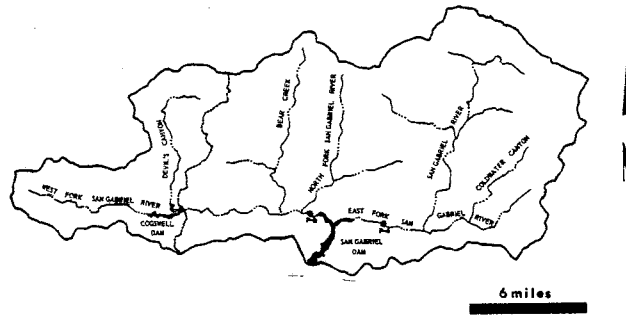 BEAR CREEK
NORTH FORK SAN GABRIEL RIVER
DEVIL'S CANYON
SAN GABRIEL RIVER
COLDWATER CANYON
WEST FORK SAN GABRIEL RIVER
COGSWELL
DAM
EAST FORK SAN GABRIEL RIVER
SAN GABRIEL
DAM
6 miles